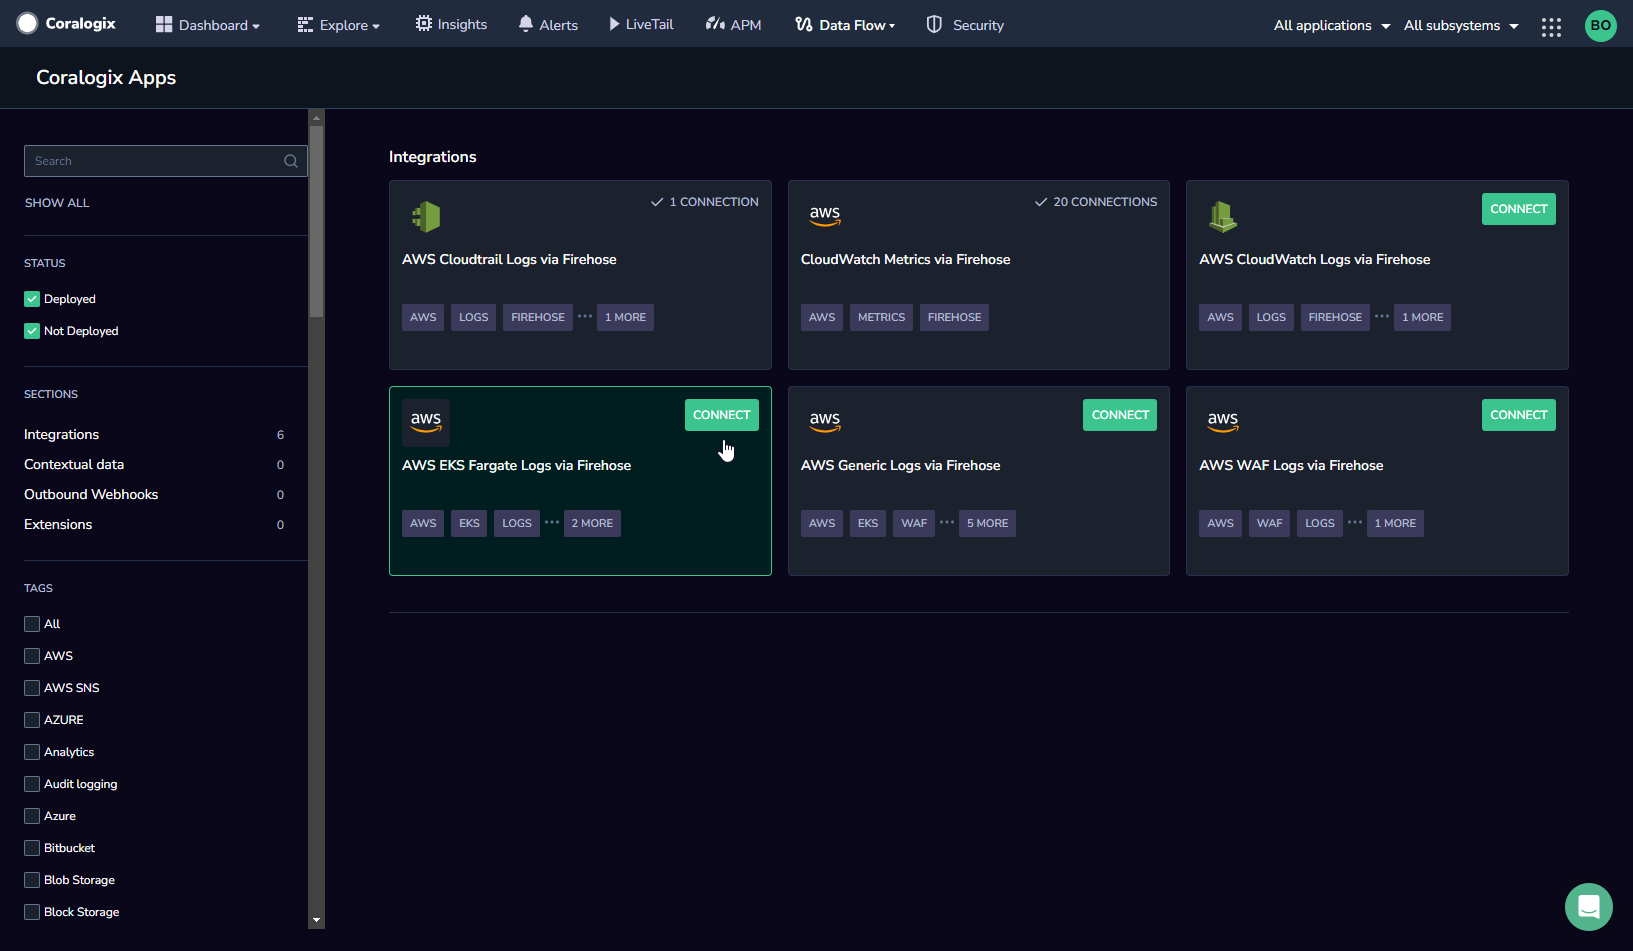 Coralogix
Dashboard
Explore
Insights
Alerts
LiveTail
APM
Data Flow
Security
All applications
All subsystems
BO
Coralogix Apps
Search
SHOW ALL
STATUS
Deployed
Not Deployed
SECTIONS
Integrations 6
Contextual data 0
Outbound Webhooks 0
Extensions 0
TAGS
All
AWS
AWS SNS
AZURE
Analytics
Audit logging
Azure
Bitbucket
Blob Storage
Block Storage
Integrations
1 CONNECTION
AWS Cloudtrail Logs via Firehose
AWS LOGS FIREHOSE ··· 1 MORE
aws
20 CONNECTIONS
CloudWatch Metrics via Firehose
AWS METRICS FIREHOSE
CONNECT
AWS CloudWatch Logs via Firehose
AWS LOGS FIREHOSE ··· 1 MORE
aws
CONNECT
AWS EKS Fargate Logs via Firehose
AWS EKS LOGS ··· 2 MORE
aws
CONNECT
AWS Generic Logs via Firehose
AWS EKS WAF ··· 5 MORE
aws
CONNECT
AWS WAF Logs via Firehose
AWS WAF LOGS ··· 1 MORE